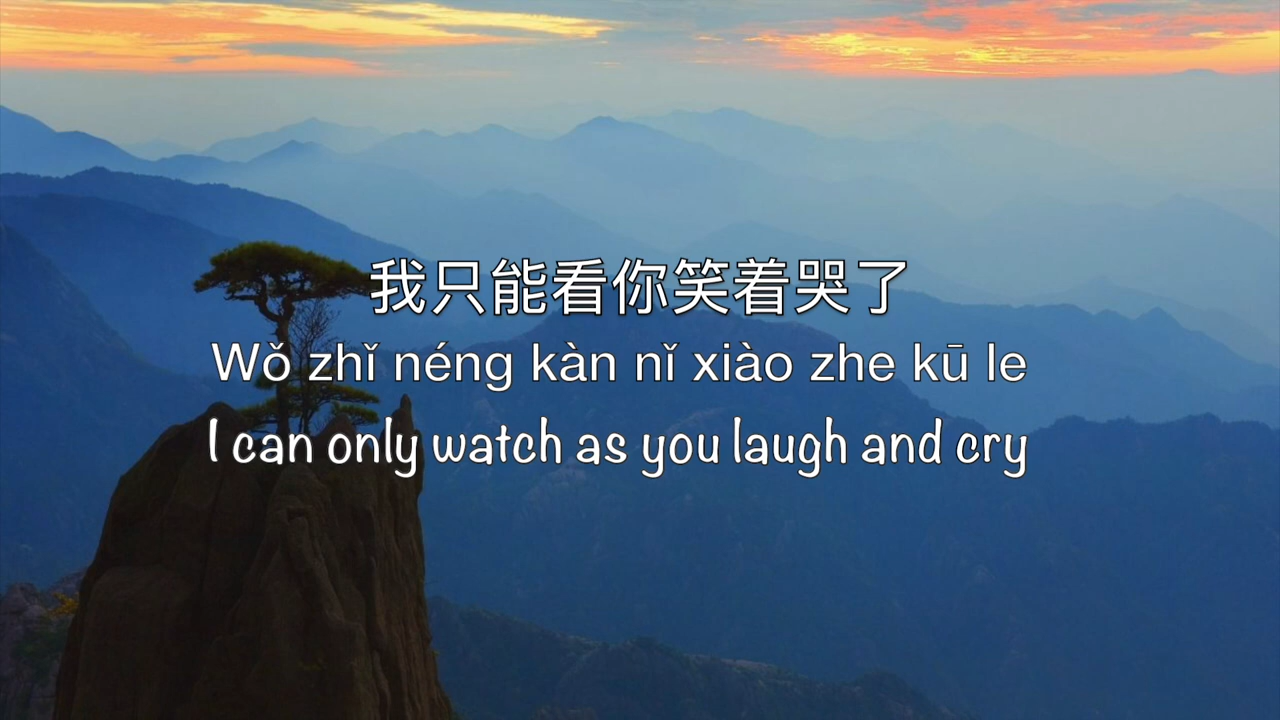 我只能看你笑着哭了
Wǒ zhǐ néng kàn nǐ xiào zhe kū le
I can only watch as you laugh and cry